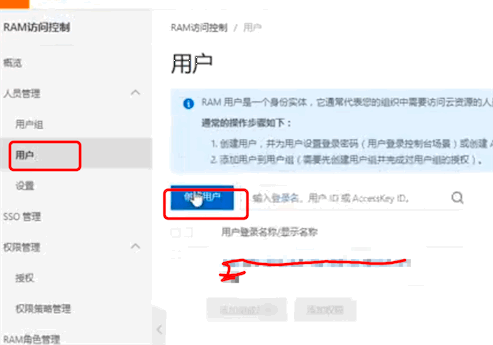 RAM访问控制
RAM访问控制 / 用户
概览
用户
人员管理
RAM 用户是一个身份实体，它通常代表您的组织中需要访问云资源的人
用户组
通常的操作步骤如下：
用户
1. 创建用户，并为用户设置登录密码（用户登录控制台场景）或创建 A
2. 添加用户到用户组（需要先创建用户组并完成对用户组的授权）。
设置
创建用户
输入登录名、用户 ID 或 AccessKey ID。
SSO 管理
用户登录名称/显示名称
权限管理
授权
权限策略管理
添加权限
RAM角色管理